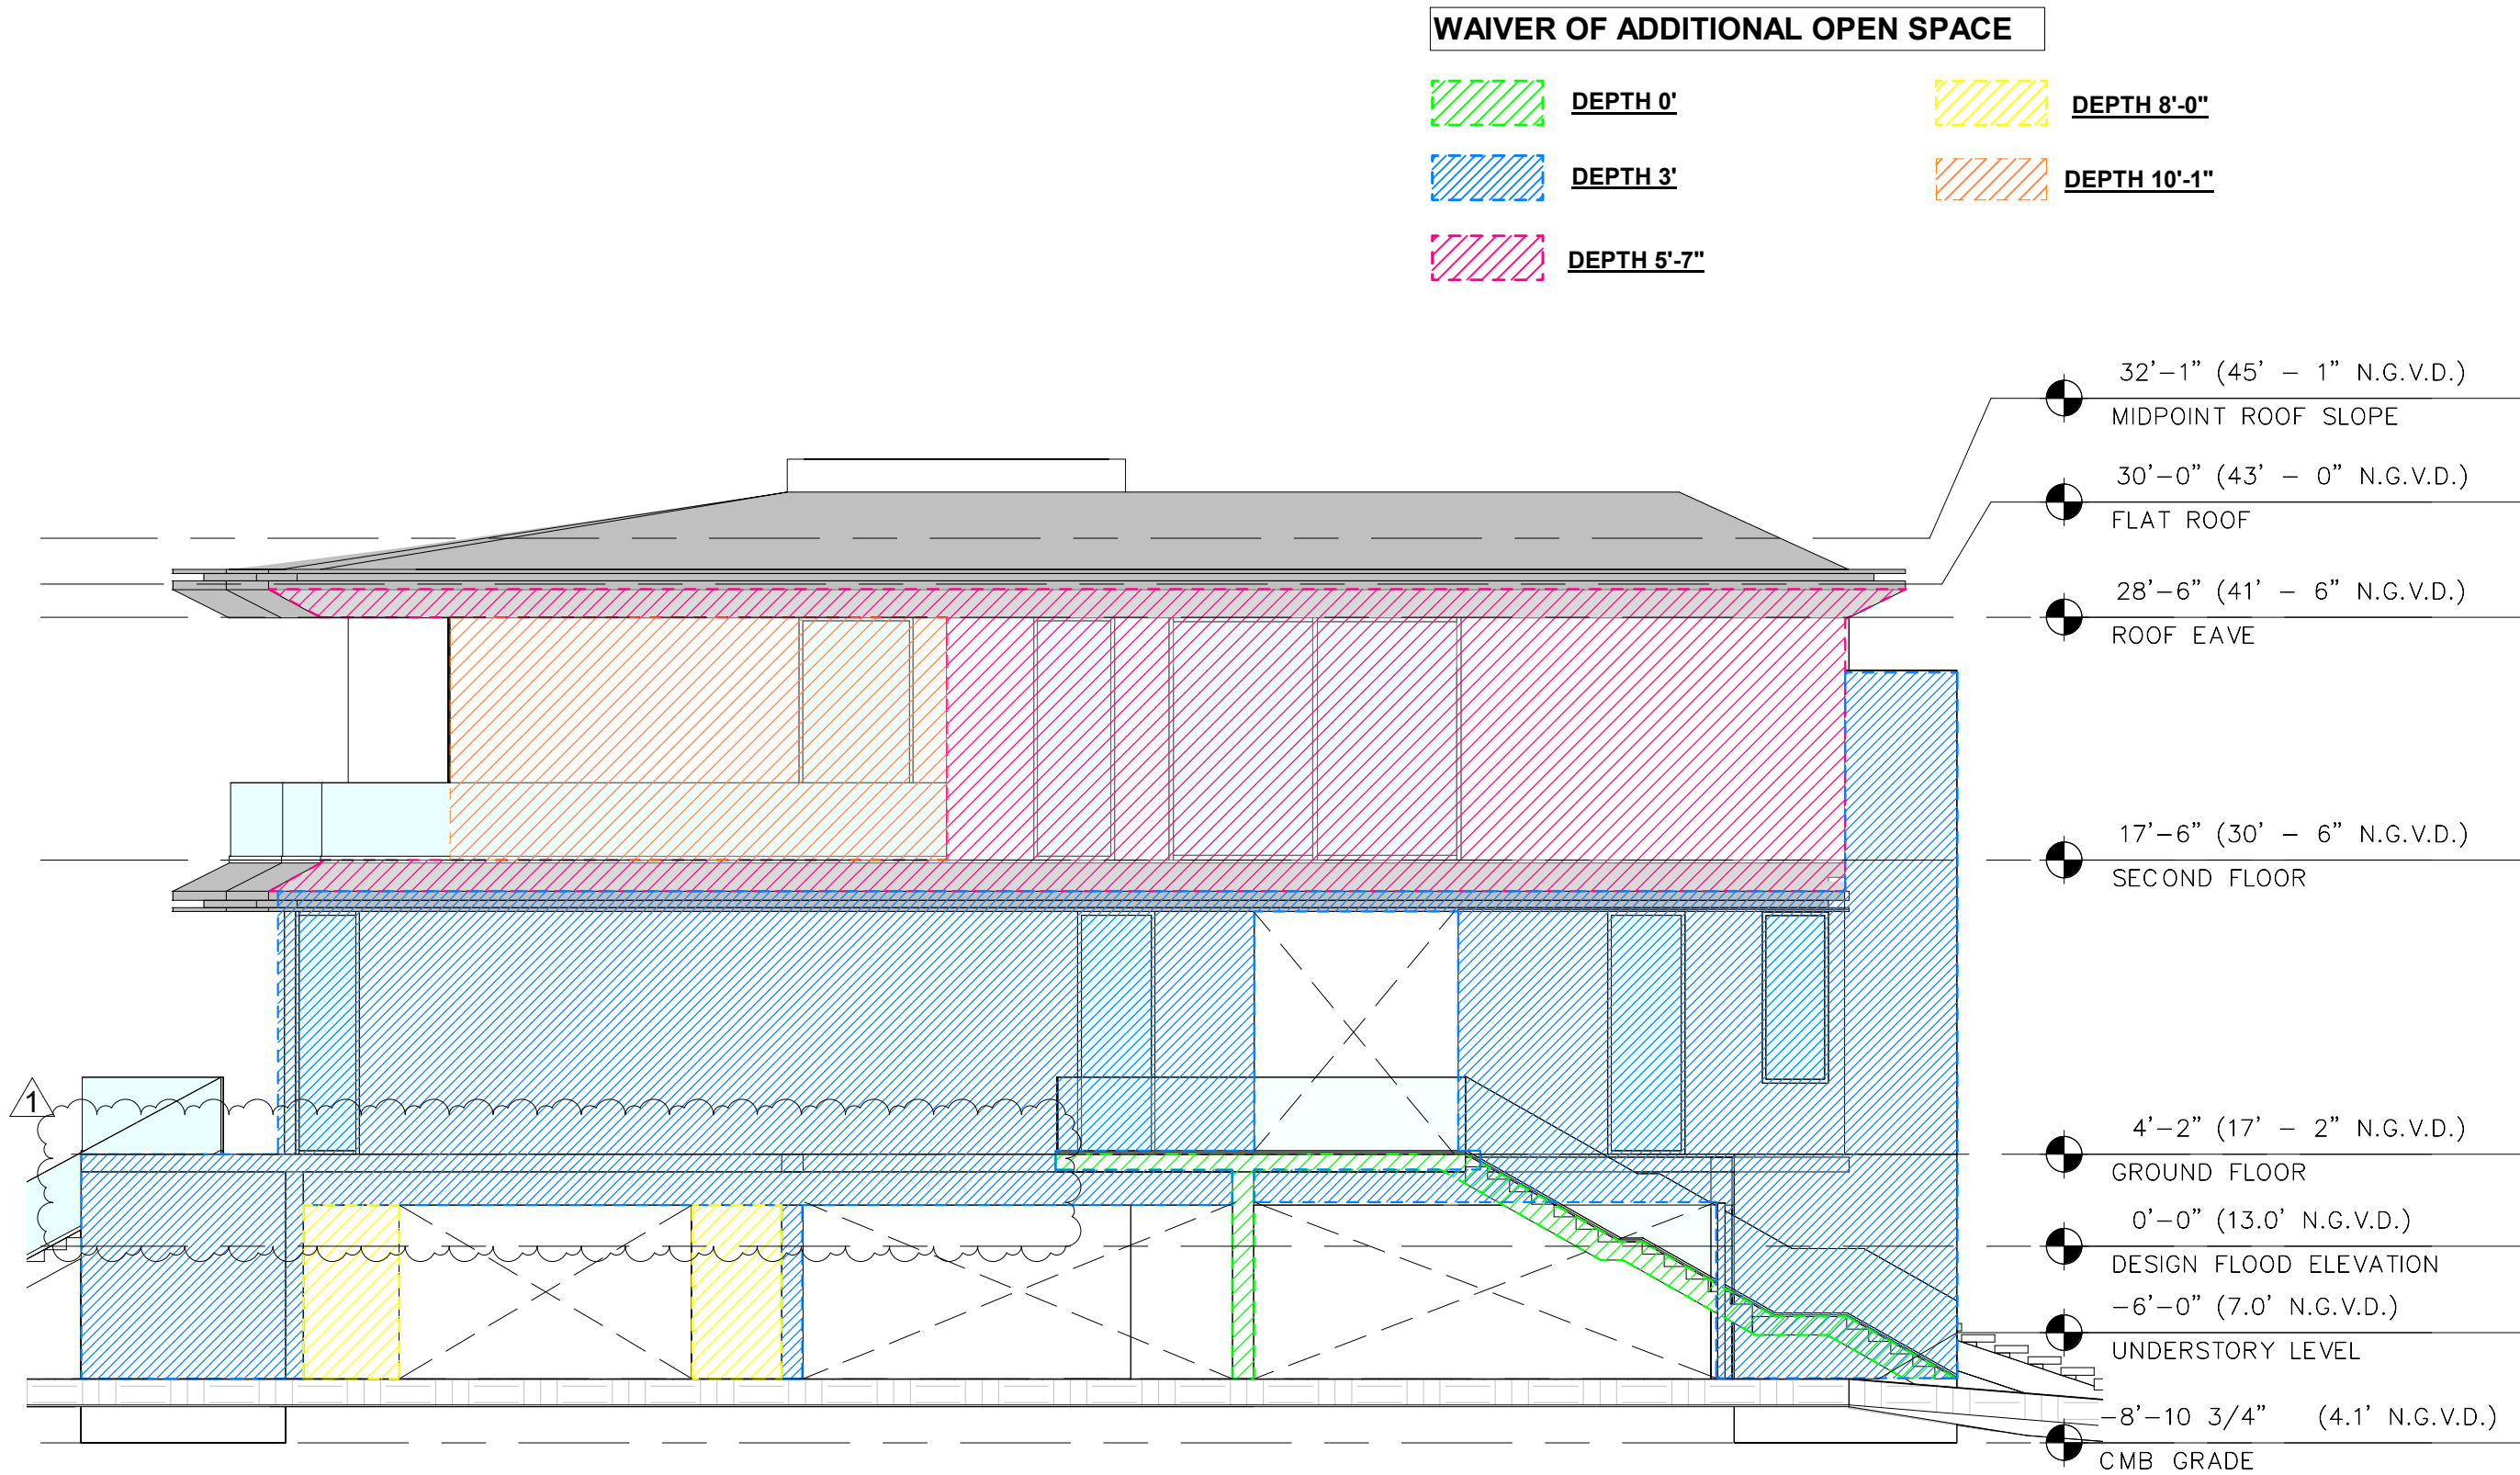 WAIVER OF ADDITIONAL OPEN SPACE
DEPTH 0'
DEPTH 8'-0"
DEPTH 3'
DEPTH 10'-1"
DEPTH 5'-7"
32'-1" (45' - 1" N.G.V.D.)
MIDPOINT ROOF SLOPE
30'-0" (43' - 0" N.G.V.D.)
FLAT ROOF
28'-6" (41' - 6" N.G.V.D.)
ROOF EAVE
17'-6" (30' - 6" N.G.V.D.)
SECOND FLOOR
1
4'-2" (17' - 2" N.G.V.D.)
GROUND FLOOR
0'-0" (13.0' N.G.V.D.)
DESIGN FLOOD ELEVATION
-6'-0" (7.0' N.G.V.D.)
UNDERSTORY LEVEL
-8'-10 3/4" (4.1' N.G.V.D.)
CMB GRADE